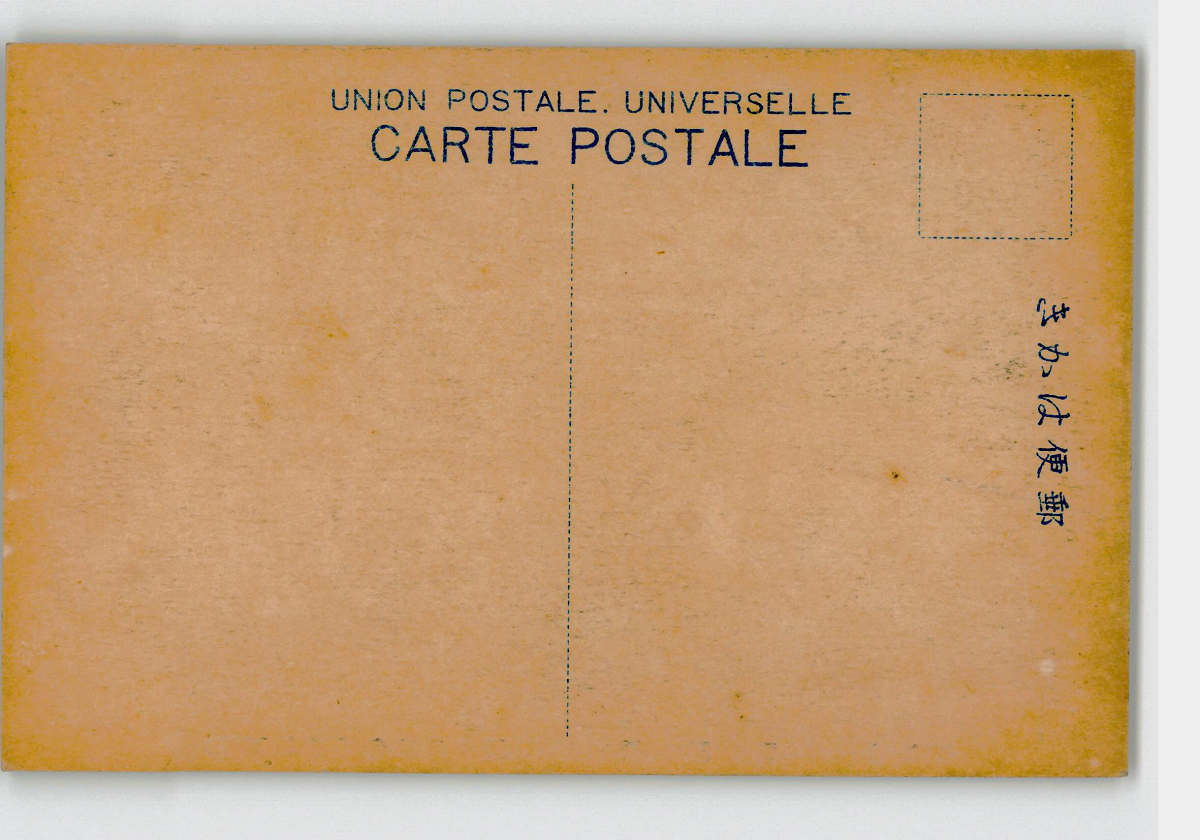 UNION POSTALE. UNIVERSELLE
CARTE POSTALE
郵便はかき